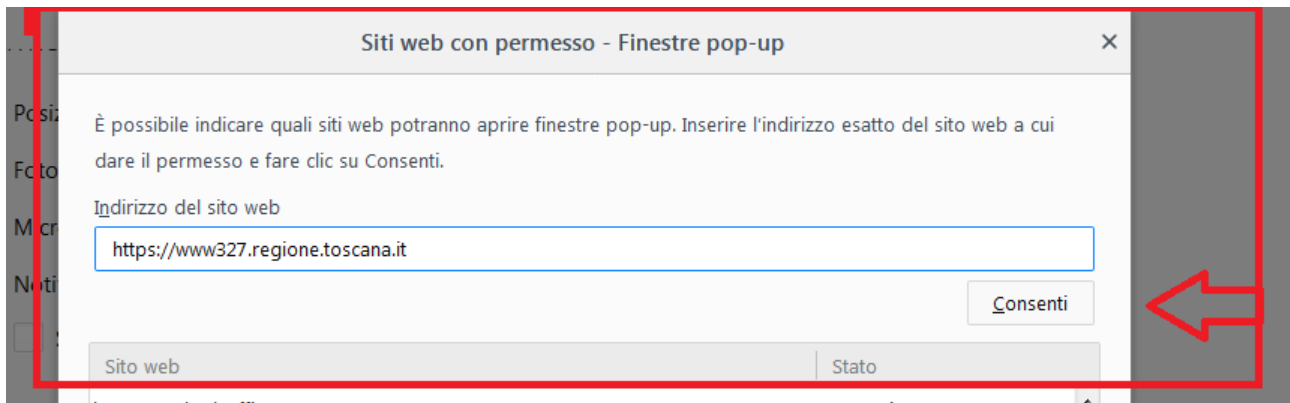 Siti web con permesso - Finestre pop-up
È possibile indicare quali siti web potranno aprire finestre pop-up. Inserire l'indirizzo esatto del sito web a cui
dare il permesso e fare clic su Consenti.
Indirizzo del sito web
https://www327.regione.toscana.it
Consenti
Sito web Stato